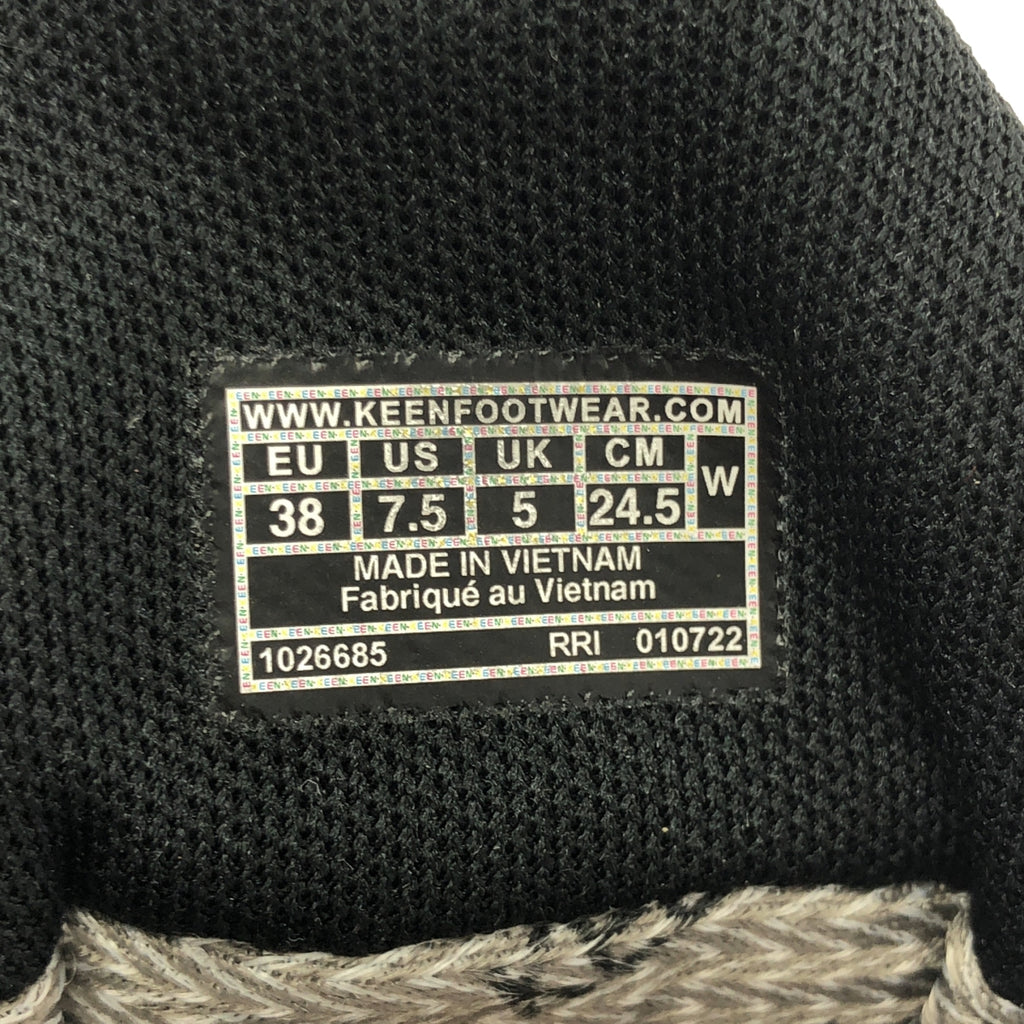 WWW.KEENFOOTWEAR.COM
EU US UK CM W
38 7.5 5 24.5
MADE IN VIETNAM
Fabriqué au Vietnam
1026685 RRI 010722